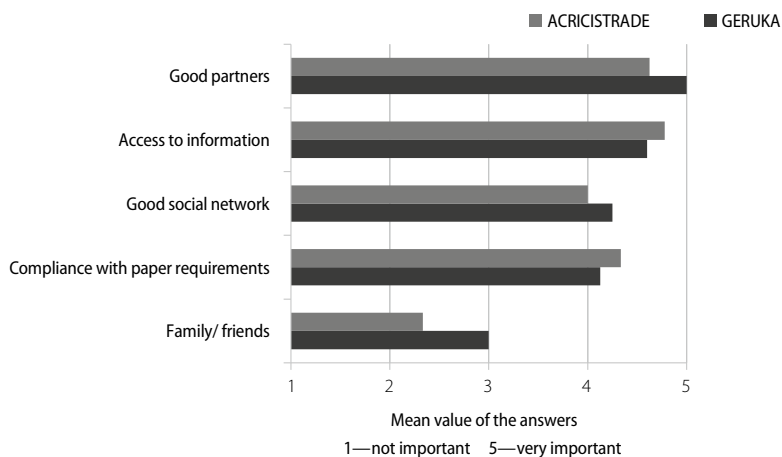 ACRICISTRADE GERUKA
Good partners
Access to information
Good social network
Compliance with paper requirements
Family/ friends
1 2 3 4 5
Mean value of the answers
1—not important 5—very important